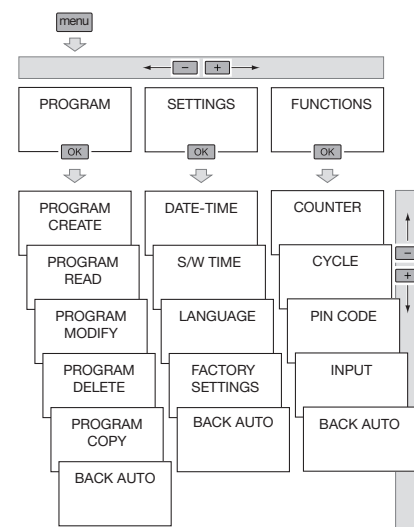 menu
− +
PROGRAM
OK
SETTINGS
OK
FUNCTIONS
OK
PROGRAM
CREATE
PROGRAM
READ
PROGRAM
MODIFY
PROGRAM
DELETE
PROGRAM
COPY
BACK AUTO
DATE-TIME
S/W TIME
LANGUAGE
FACTORY
SETTINGS
BACK AUTO
COUNTER
CYCLE
PIN CODE
INPUT
BACK AUTO
−
+